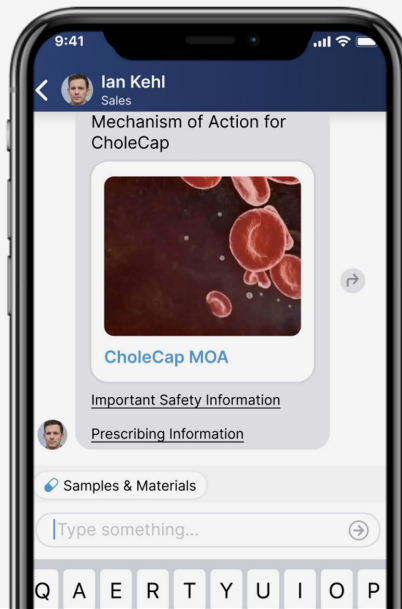 9:41
Ian Kehl
Sales
Mechanism of Action for
CholeCap
CholeCap MOA
Important Safety Information
Prescribing Information
Samples & Materials
Type something...
Q A E R T Y U I O P